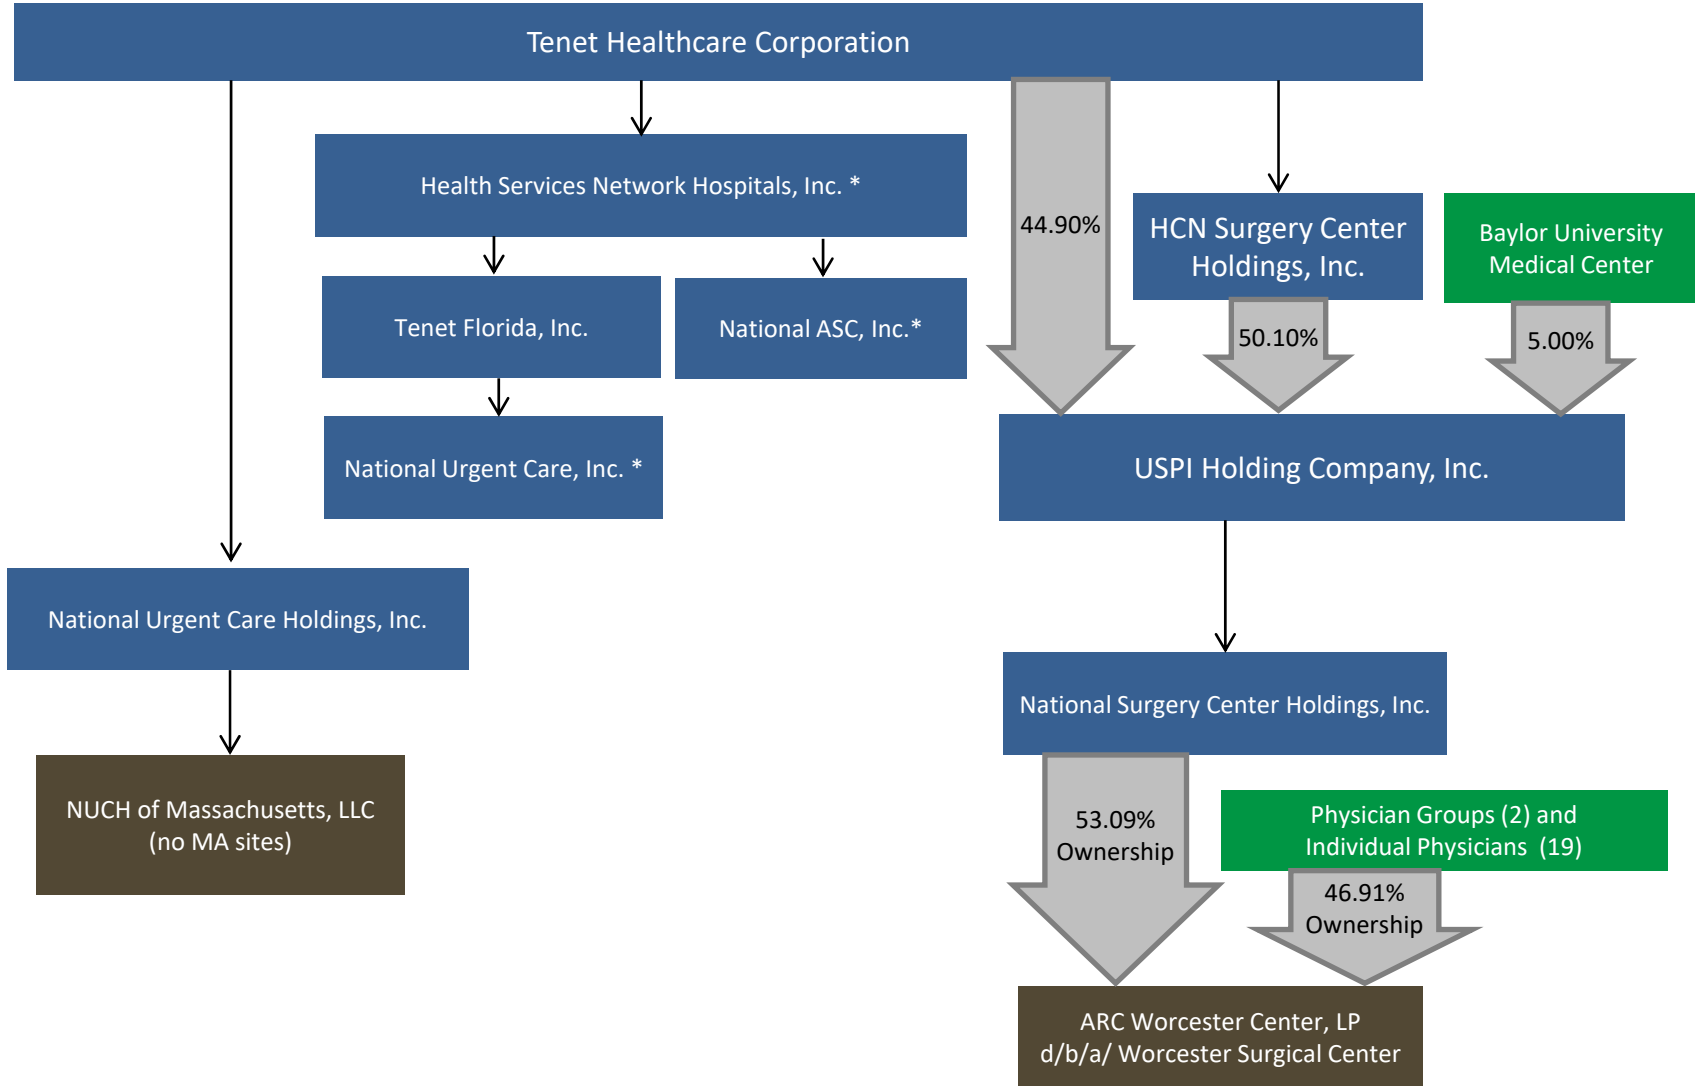 Tenet Healthcare Corporation
Health Services Network Hospitals, Inc. *
44.90%
HCN Surgery Center
Holdings, Inc.
Baylor University
Medical Center
Tenet Florida, Inc.
National ASC, Inc.*
50.10%
5.00%
National Urgent Care, Inc. *
USPI Holding Company, Inc.
National Urgent Care Holdings, Inc.
National Surgery Center Holdings, Inc.
NUCH of Massachusetts, LLC
(no MA sites)
53.09%
Ownership
Physician Groups (2) and
Individual Physicians  (19)
46.91%
Ownership
ARC Worcester Center, LP
d/b/a/ Worcester Surgical Center